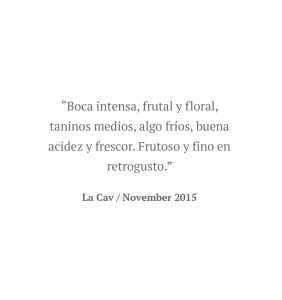 “Boca intensa, frutal y floral,
taninos medios, algo fríos, buena
acidez y frescor. Frutoso y fino en
retrogusto.”
La Cav / November 2015